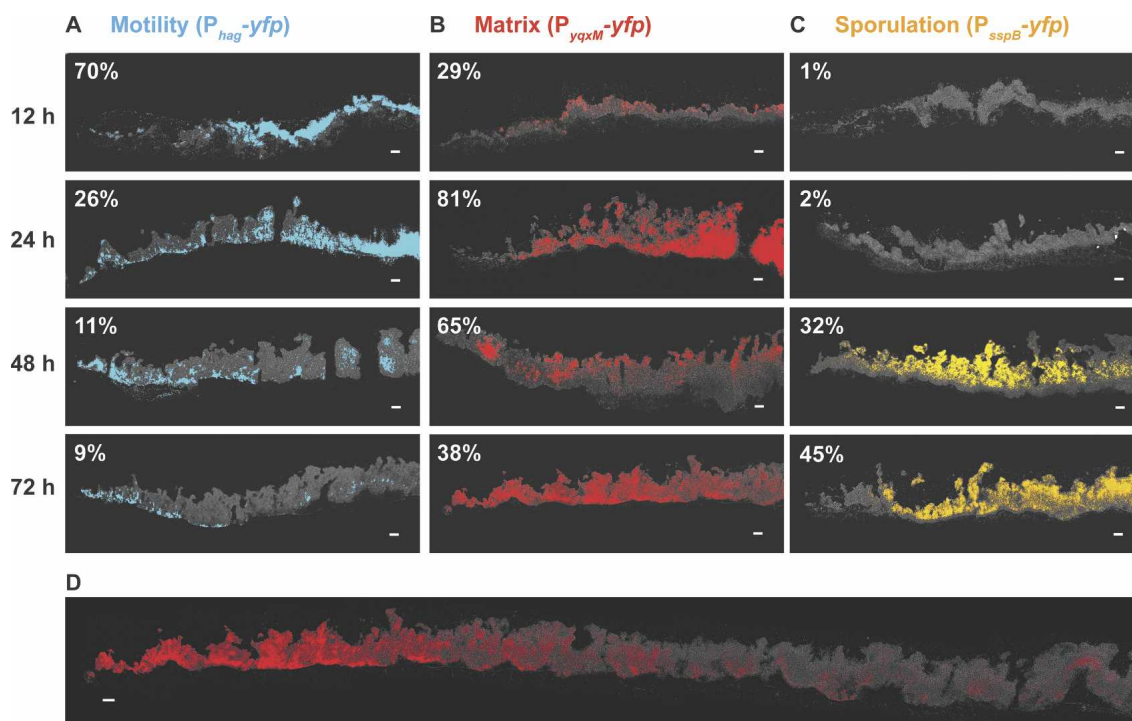 A Motility (Phag-yfp) B Matrix (PyqxM-yfp) C Sporulation (PsspB-yfp)
12 h 70% 29% 1%
24 h 26% 81% 2%
48 h 11% 65% 32%
72 h 9% 38% 45%
D